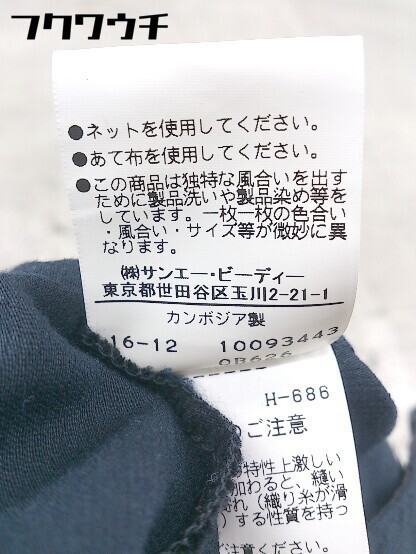 フクワウチ
●ネットを使用してください。
●あて布を使用してください。
●この商品は独特な風合いを出す
ために製品洗いや製品染め等を
しています。一枚一枚の色合い
・風合い・サイズ等が微妙に異
なります。
㈱サンエー・ビーディー
東京都世田谷区玉川2-21-1
カンボジア製
16-12 10093443
0B626
H-686
のご注意
特性上激しい
加わると、縫い
れ（織り糸が滑
）する性質を持っ
ご注意ください。